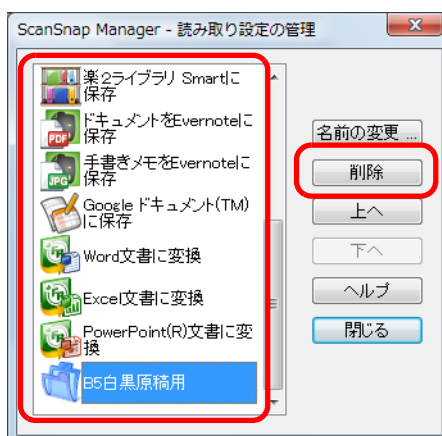 ScanSnap Manager - 読み取り設定の管理
楽2ライブラリ Smartに
保存
ドキュメントをEvernoteに
保存
PDF
手書きメモをEvernoteに
保存
JPG
Google ドキュメント(TM)
に保存
Word文書に変換
Excel文書に変換
PowerPoint(R)文書に変
換
B5白黒原稿用
名前の変更 ...
削除
上へ
下へ
ヘルプ
閉じる